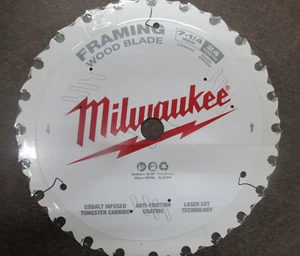 FRAMING
WOOD BLADE
7-1/4
24
Milwaukee
COBALT INFUSED
TUNGSTEN CARBIDE
ANTI-FRICTION
COATING
LASER CUT
TECHNOLOGY